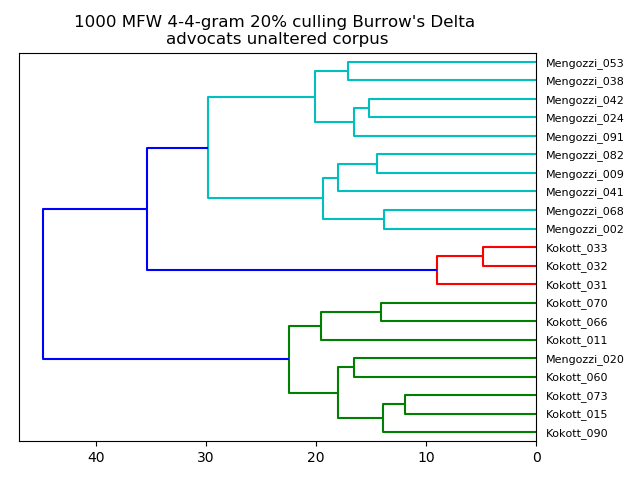 1000 MFW 4-4-gram 20% culling Burrow's Delta
advocats unaltered corpus
Mengozzi_053
Mengozzi_038
Mengozzi_042
Mengozzi_024
Mengozzi_091
Mengozzi_082
Mengozzi_009
Mengozzi_041
Mengozzi_068
Mengozzi_002
Kokott_033
Kokott_032
Kokott_031
Kokott_070
Kokott_066
Kokott_011
Mengozzi_020
Kokott_060
Kokott_073
Kokott_015
Kokott_090
40 30 20 10 0